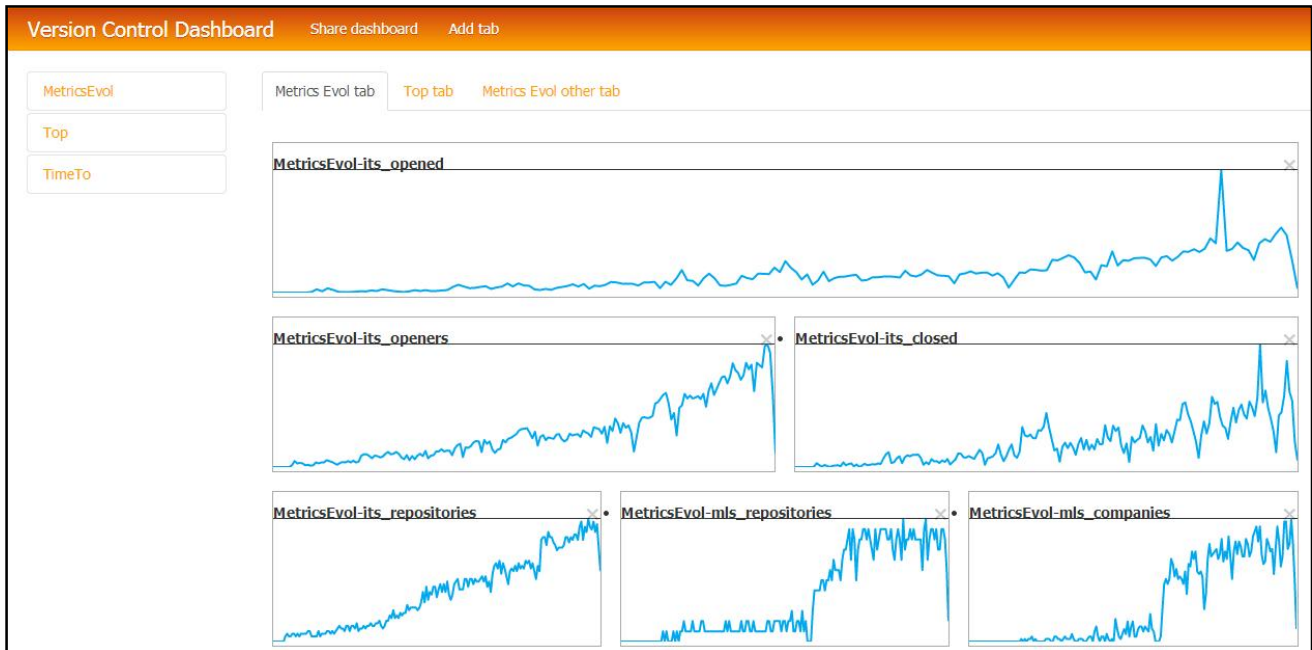 Version Control Dashboard Share dashboard Add tab
MetricsEvol
Top
TimeTo
Metrics Evol tab Top tab Metrics Evol other tab
MetricsEvol-its_opened ×
MetricsEvol-its_openers × • MetricsEvol-its_closed ×
MetricsEvol-its_repositories × • MetricsEvol-mls_repositories × • MetricsEvol-mls_companies ×